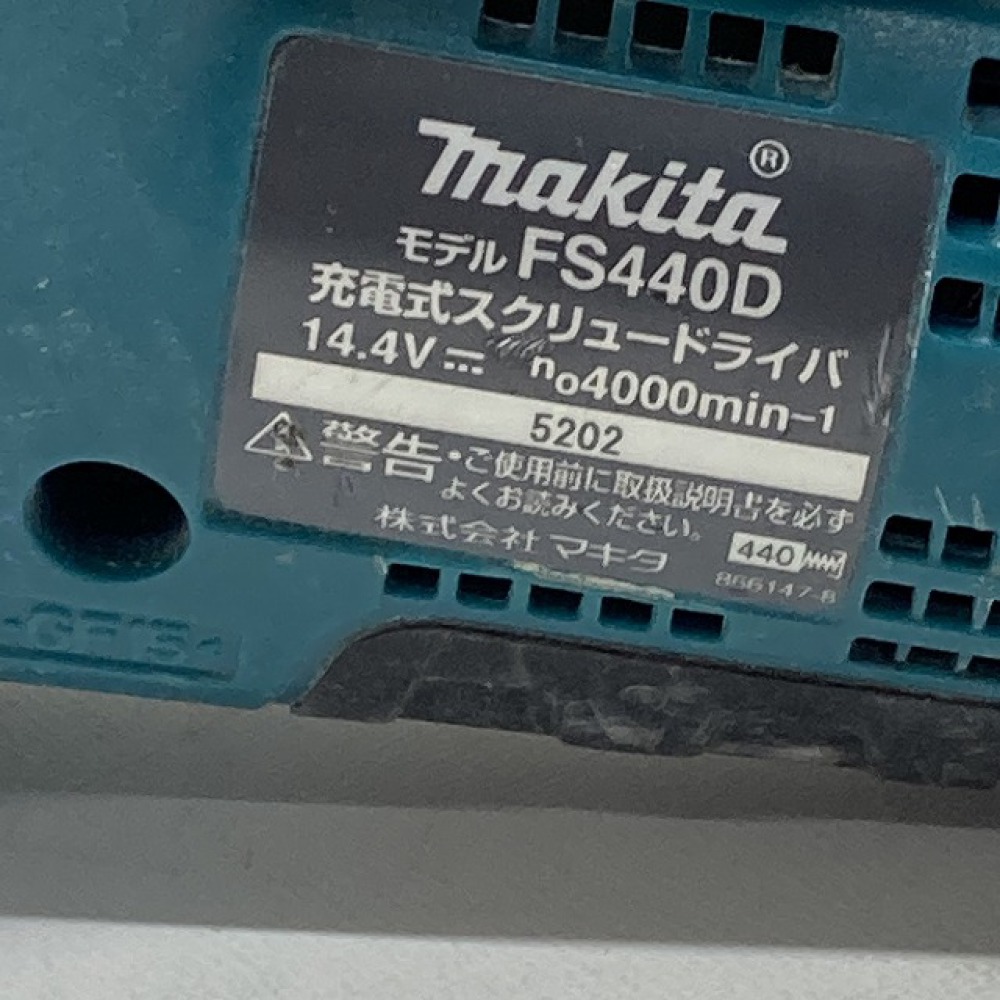 makita®
モデル FS440D
充電式スクリュードライバ
14.4V ⎓ no4000min-1
5202
警告・ご使用前に取扱説明書を必ず
よくお読みください。
株式会社 マキタ
440
866147-8